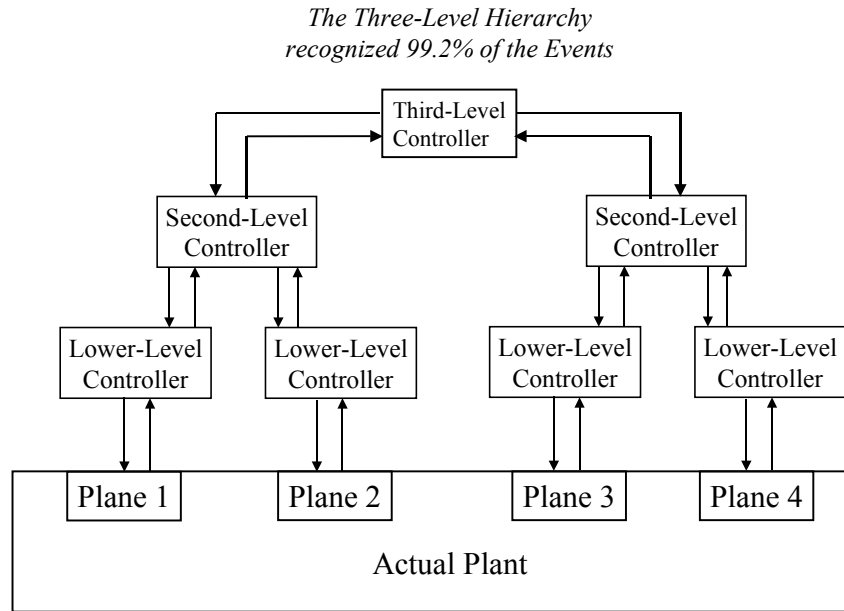 The Three-Level Hierarchy
recognized 99.2% of the Events
Third-Level
Controller
Second-Level
Controller
Second-Level
Controller
Lower-Level
Controller
Lower-Level
Controller
Lower-Level
Controller
Lower-Level
Controller
Plane 1
Plane 2
Plane 3
Plane 4
Actual Plant